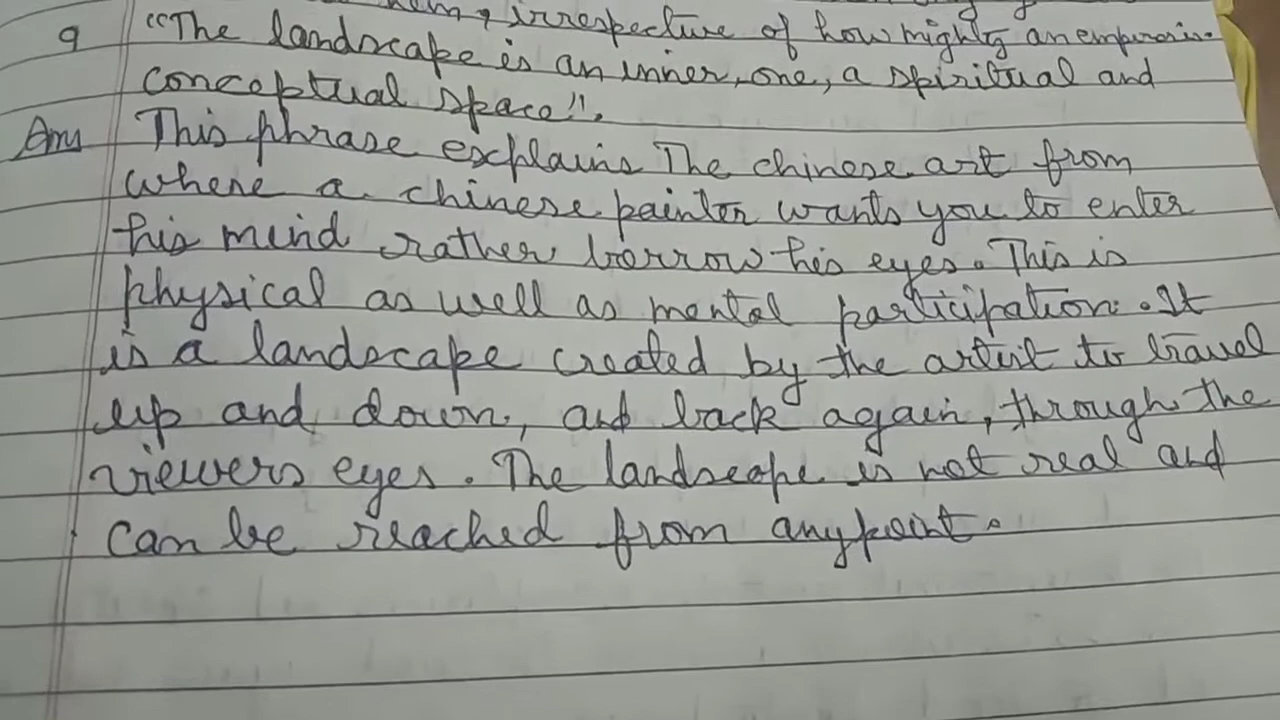 irrespecture of how mighty an emperor is.
9 "The landscape is an inner, one, a spiritual and
conceptual space".
Ans This phrase explains The chinese art from
where a chinese painter wants you to enter
his mind rather borrow his eyes. This is
physical as well as mental participation. It
is a landscape created by the artist to travel
up and down, and back again, through the
viewers eyes. The landscape is not real and
can be reached from anypoint.